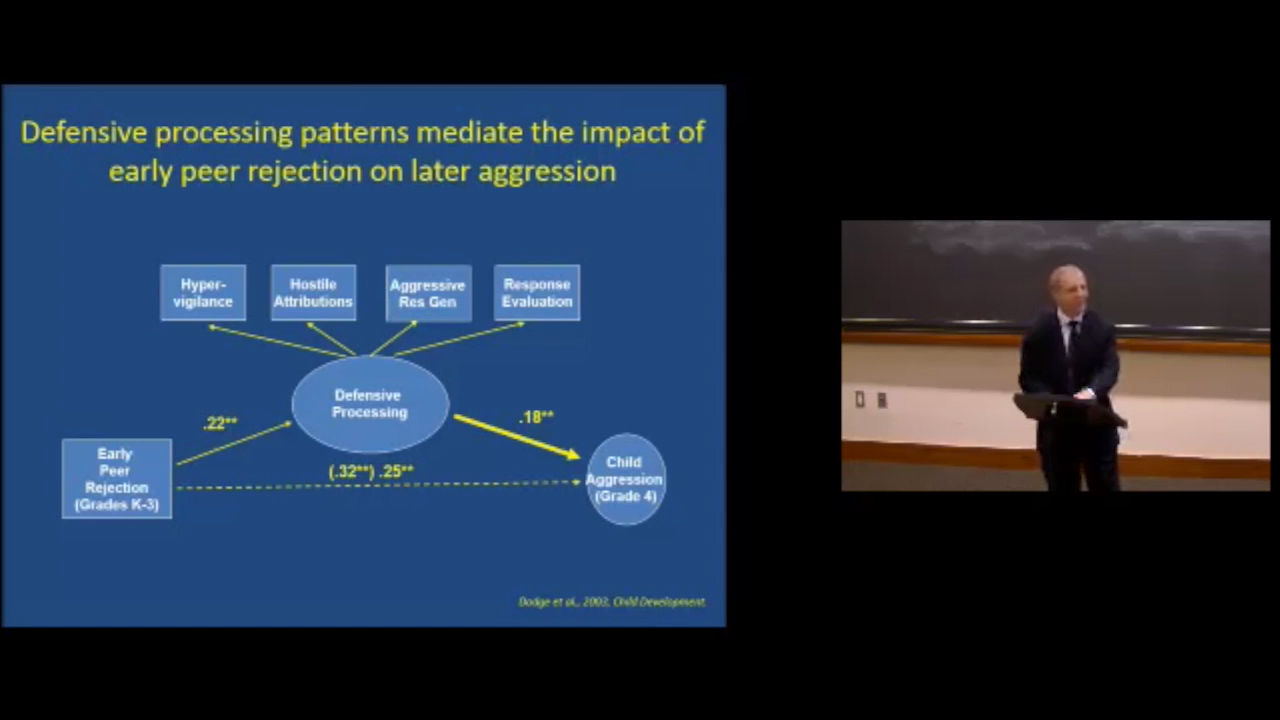 Defensive processing patterns mediate the impact of
early peer rejection on later aggression
Hyper-
vigilance
Hostile
Attributions
Aggressive
Res Gen
Response
Evaluation
Defensive
Processing
.22**
.18**
Early
Peer
Rejection
(Grades K-3)
(.32**) .25**
Child
Aggression
(Grade 4)
Dodge et al., 2003, Child Development